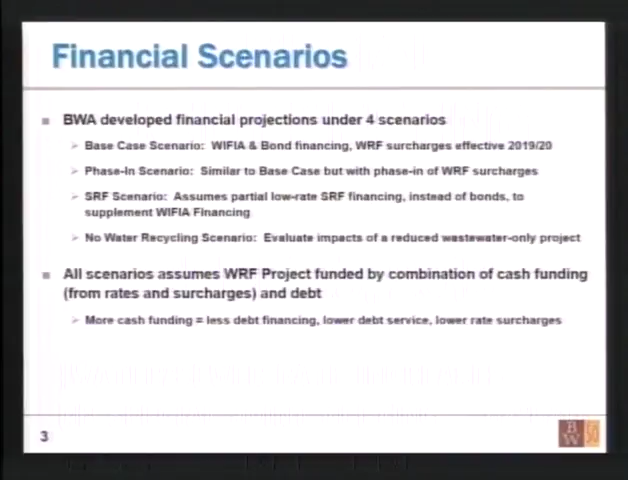 Financial Scenarios
BWA developed financial projections under 4 scenarios
Base Case Scenario: WIFIA & Bond financing, WRF surcharges effective 2019/20
Phase-In Scenario: Similar to Base Case but with phase-in of WRF surcharges
SRF Scenario: Assumes partial low-rate SRF financing, instead of bonds, to
supplement WIFIA Financing
No Water Recycling Scenario: Evaluate impacts of a reduced wastewater-only project
All scenarios assumes WRF Project funded by combination of cash funding
(from rates and surcharges) and debt
More cash funding = less debt financing, lower debt service, lower rate surcharges
3
B
W